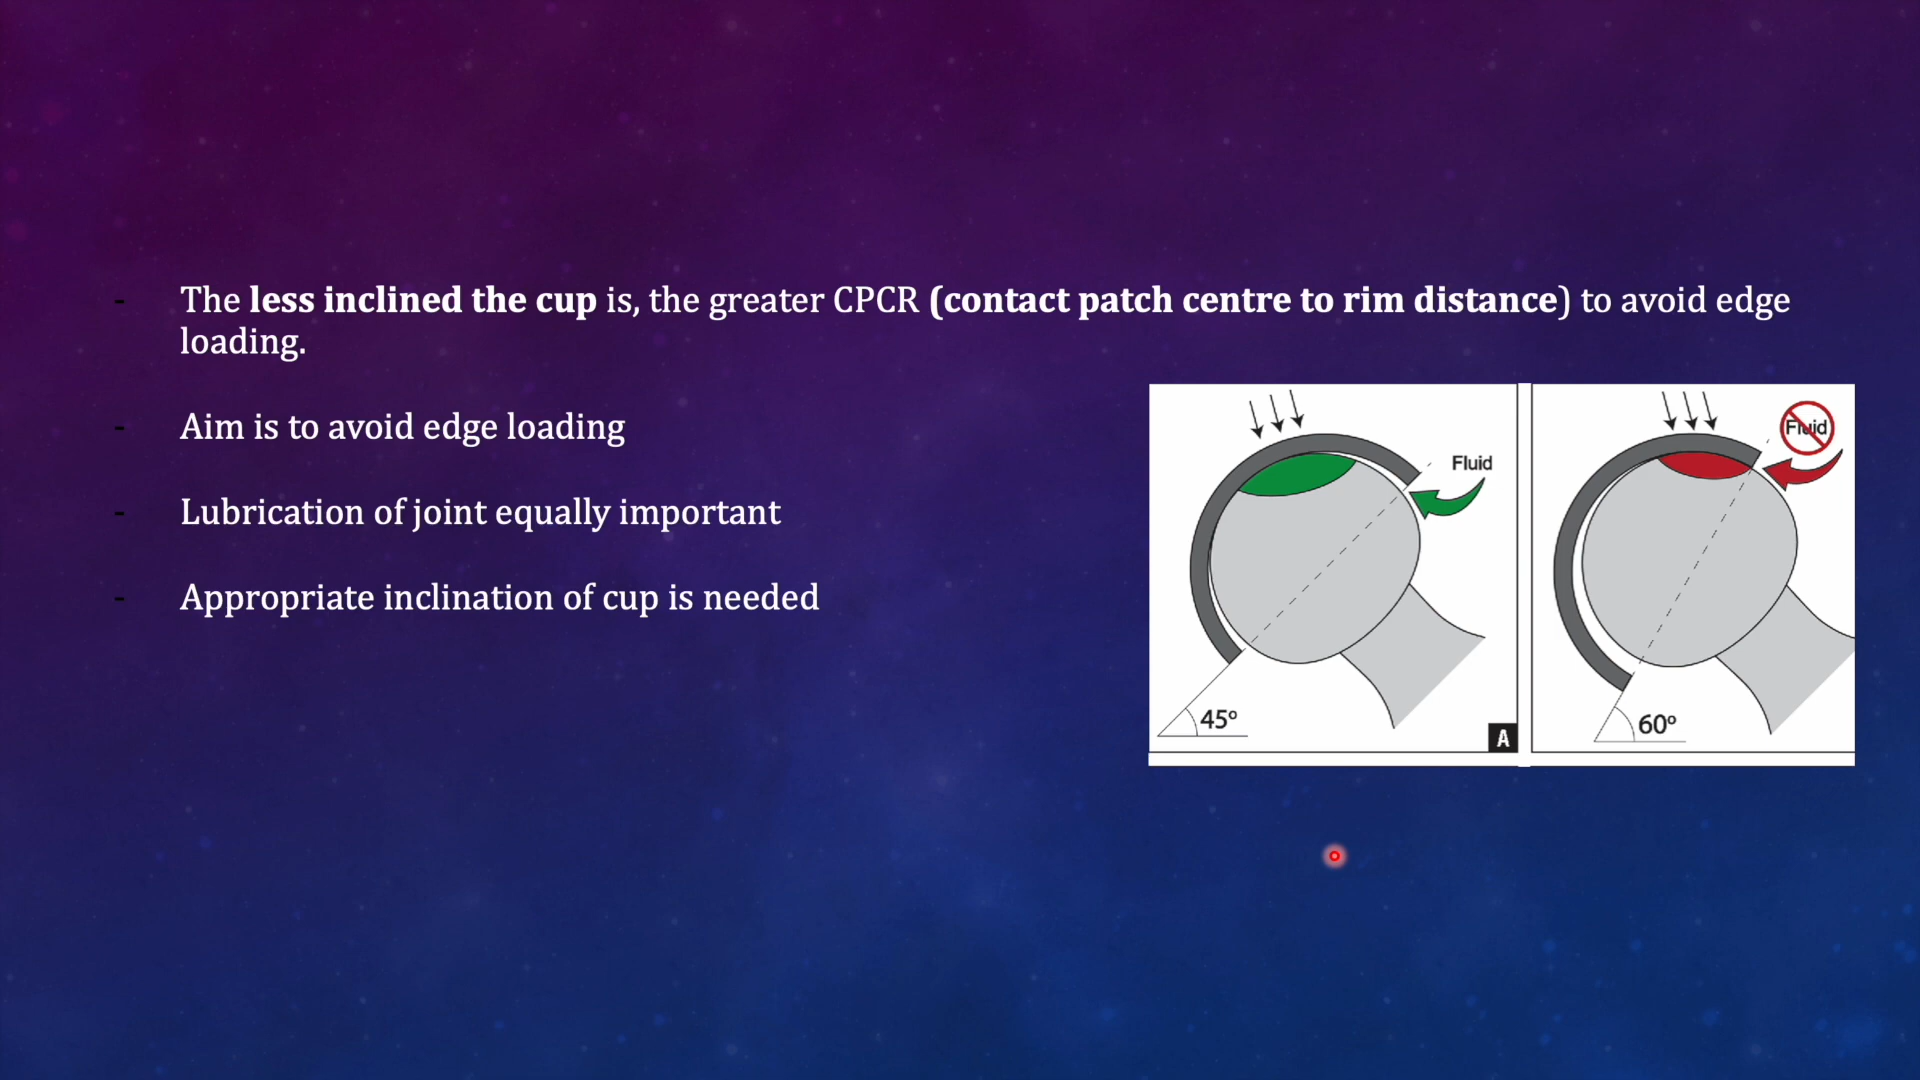 - The less inclined the cup is, the greater CPCR (contact patch centre to rim distance) to avoid edge
loading.
- Aim is to avoid edge loading
- Lubrication of joint equally important
- Appropriate inclination of cup is needed
Fluid
45º
A
Fluid
60º